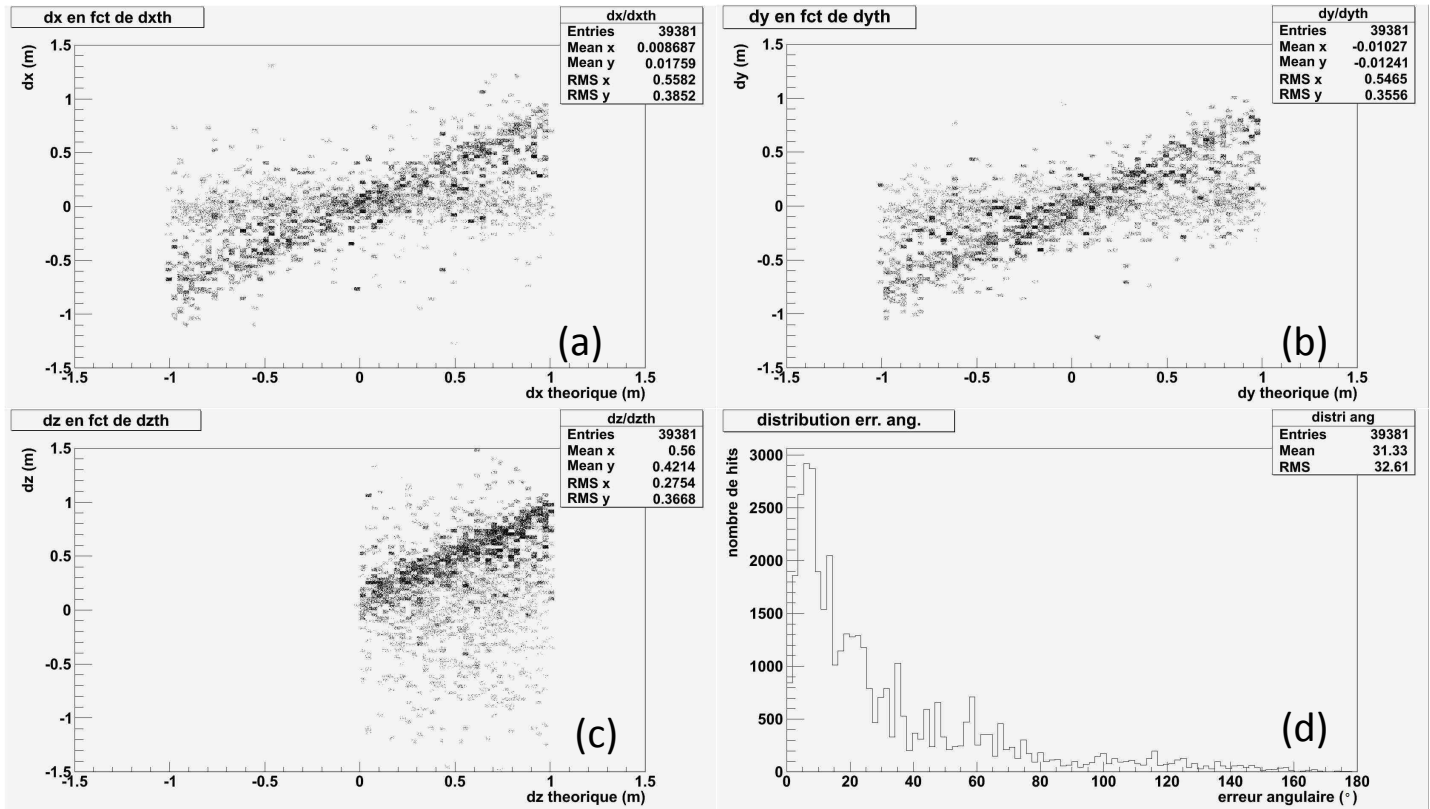 dx en fct de dxth
dx/dxth
Entries 39381
Mean x 0.008687
Mean y 0.01759
RMS x 0.5582
RMS y 0.3852
dx (m)
1.5
1
0.5
0
-0.5
-1
-1.5
-1.5 -1 -0.5 0 0.5 1 1.5
dx theorique (m)
(a)
dy en fct de dyth
dy/dyth
Entries 39381
Mean x -0.01027
Mean y -0.01241
RMS x 0.5465
RMS y 0.3556
dy (m)
1.5
1
0.5
0
-0.5
-1
-1.5
-1.5 -1 -0.5 0 0.5 1 1.5
dy theorique (m)
(b)
dz en fct de dzth
dz/dzth
Entries 39381
Mean x 0.56
Mean y 0.4214
RMS x 0.2754
RMS y 0.3668
dz (m)
1.5
1
0.5
0
-0.5
-1
-1.5
-1.5 -1 -0.5 0 0.5 1 1.5
dz theorique (m)
(c)
distribution err. ang.
distri ang
Entries 39381
Mean 31.33
RMS 32.61
nombre de hits
3000
2500
2000
1500
1000
500
0
0 20 40 60 80 100 120 140 160 180
erreur angulaire (°)
(d)